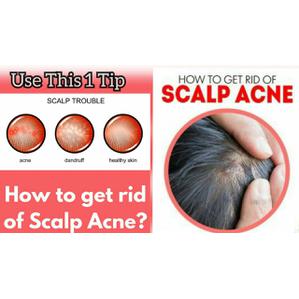 Use This 1 Tip
SCALP TROUBLE
acne
dandruff
healthy skin
How to get rid
of Scalp Acne?
HOW TO GET RID OF
SCALP ACNE